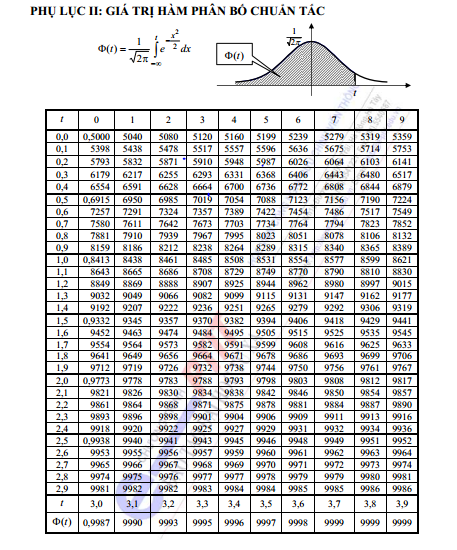 PHỤ LỤC II: GIÁ TRỊ HÀM PHÂN BỐ CHUẨN TẮC
Φ(t) = 1/√2π ∫ −∞ t e −x²/2 dx
Φ(t)
1/√2π
t
t 0 1 2 3 4 5 6 7 8 9
0,0 0,5000 5040 5080 5120 5160 5199 5239 5279 5319 5359
0,1 5398 5438 5478 5517 5557 5596 5636 5675 5714 5753
0,2 5793 5832 5871 5910 5948 5987 6026 6064 6103 6141
0,3 6179 6217 6255 6293 6331 6368 6406 6443 6480 6517
0,4 6554 6591 6628 6664 6700 6736 6772 6808 6844 6879
0,5 0,6915 6950 6985 7019 7054 7088 7123 7156 7190 7224
0,6 7257 7291 7324 7357 7389 7422 7454 7486 7517 7549
0,7 7580 7611 7642 7673 7703 7734 7764 7794 7823 7852
0,8 7881 7910 7939 7967 7995 8023 8051 8078 8106 8132
0,9 8159 8186 8212 8238 8264 8289 8315 8340 8365 8389
1,0 0,8413 8438 8461 8485 8508 8531 8554 8577 8599 8621
1,1 8643 8665 8686 8708 8729 8749 8770 8790 8810 8830
1,2 8849 8869 8888 8907 8925 8944 8962 8980 8997 9015
1,3 9032 9049 9066 9082 9099 9115 9131 9147 9162 9177
1,4 9192 9207 9222 9236 9251 9265 9279 9292 9306 9319
1,5 0,9332 9345 9357 9370 9382 9394 9406 9418 9429 9441
1,6 9452 9463 9474 9484 9495 9505 9515 9525 9535 9545
1,7 9554 9564 9573 9582 9591 9599 9608 9616 9625 9633
1,8 9641 9649 9656 9664 9671 9678 9686 9693 9699 9706
1,9 9712 9719 9726 9732 9738 9744 9750 9756 9761 9767
2,0 0,9773 9778 9783 9788 9793 9798 9803 9808 9812 9817
2,1 9821 9826 9830 9834 9838 9842 9846 9850 9854 9857
2,2 9861 9864 9868 9871 9875 9878 9881 9884 9887 9890
2,3 9893 9896 9898 9901 9904 9906 9909 9911 9913 9916
2,4 9918 9920 9922 9925 9927 9929 9931 9932 9934 9936
2,5 0,9938 9940 9941 9943 9945 9946 9948 9949 9951 9952
2,6 9953 9955 9956 9957 9959 9960 9961 9962 9963 9964
2,7 9965 9966 9967 9968 9969 9970 9971 9972 9973 9974
2,8 9974 9975 9976 9977 9977 9978 9979 9979 9980 9981
2,9 9981 9982 9982 9983 9984 9984 9985 9985 9986 9986
t 3,0 3,1 3,2 3,3 3,4 3,5 3,6 3,7 3,8 3,9
Φ(t) 0,9987 9990 9993 9995 9996 9997 9998 9999 9999 9999